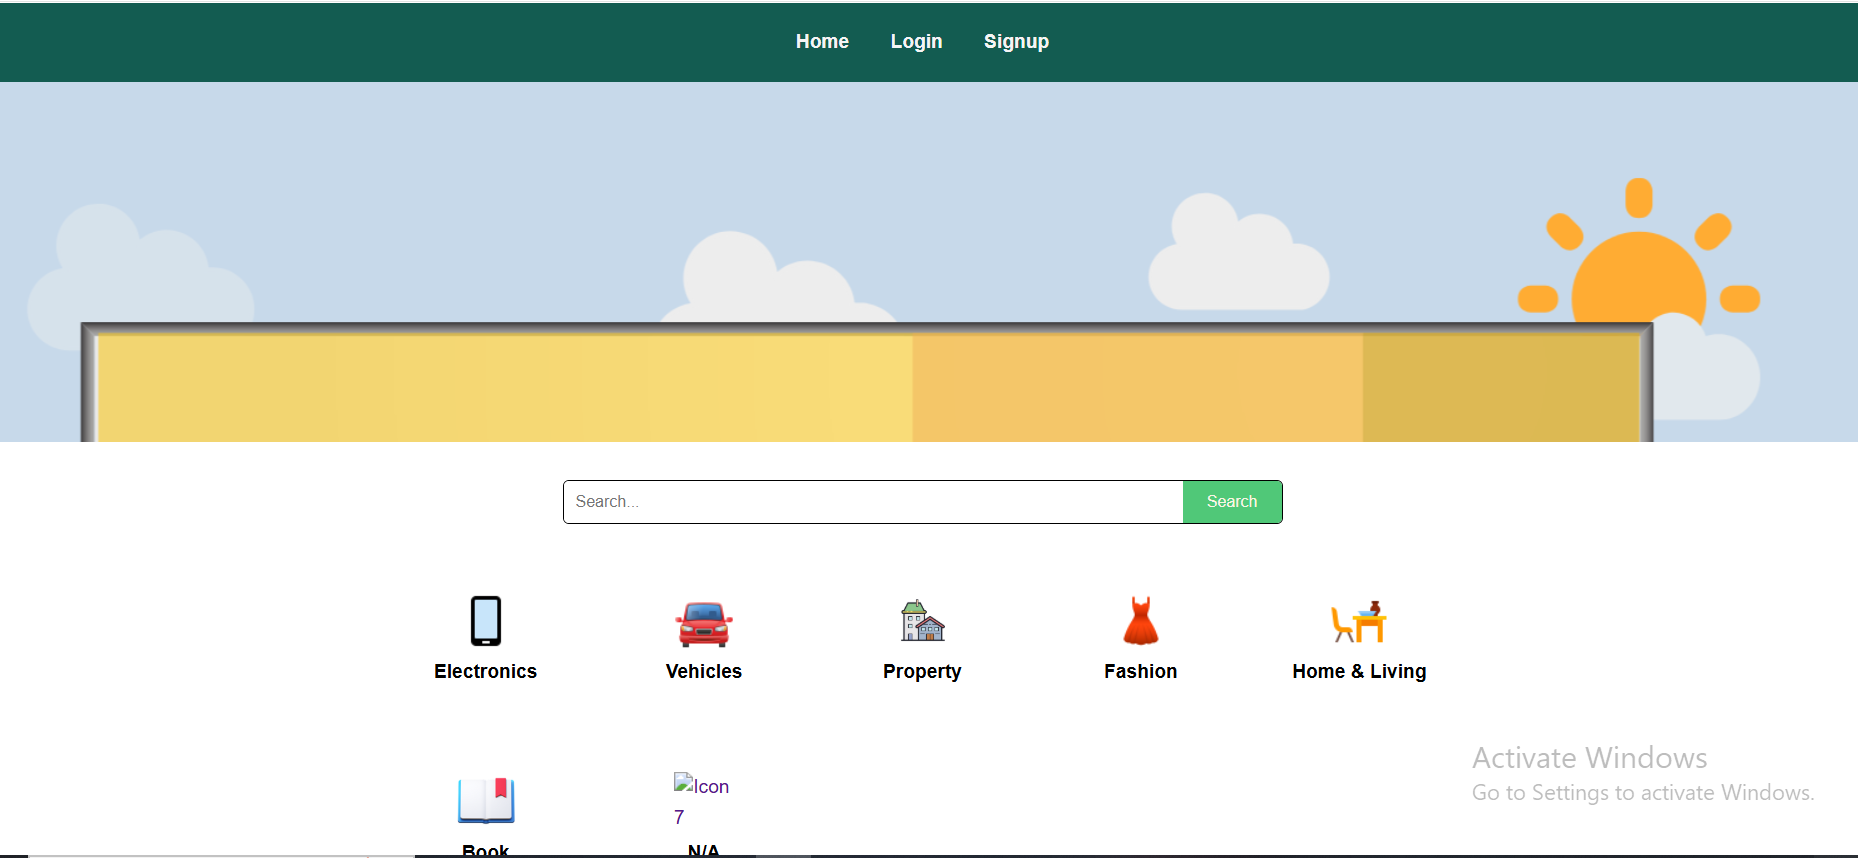 Home Login Signup
Search... Search
Electronics Vehicles Property Fashion Home & Living
Activate Windows
Go to Settings to activate Windows.
Icon
7
Book N/A